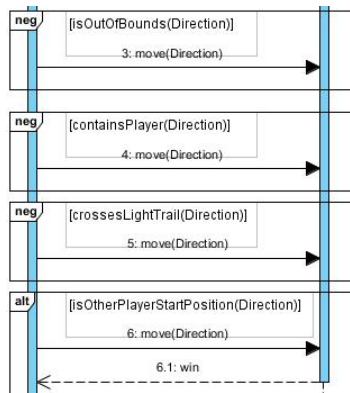 neg
[isOutOfBounds(Direction)]
3: move(Direction)
neg
[containsPlayer(Direction)]
4: move(Direction)
neg
[crossesLightTrail(Direction)]
5: move(Direction)
alt
[isOtherPlayerStartPosition(Direction)]
6: move(Direction)
6.1: win